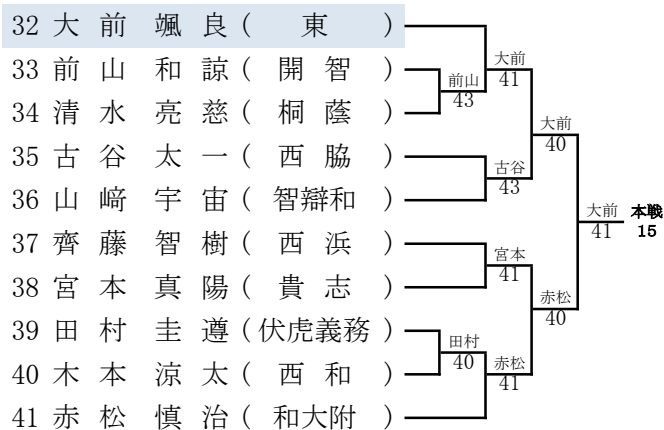 32 大 前 颯 良 ( 東 )
33 前 山 和 諒 ( 開 智 )
34 清 水 亮 慈 ( 桐 蔭 )
35 古 谷 太 一 ( 西 脇 )
36 山 﨑 宇 宙 ( 智辯和 )
37 齊 藤 智 樹 ( 西 浜 )
38 宮 本 真 陽 ( 貴 志 )
39 田 村 圭 遵 ( 伏虎義務 )
40 木 本 涼 太 ( 西 和 )
41 赤 松 慎 治 ( 和大附 )
前山
43
田村
40
大前
41
古谷
43
宮本
41
赤松
41
大前
40
赤松
40
大前
41
本戦
15